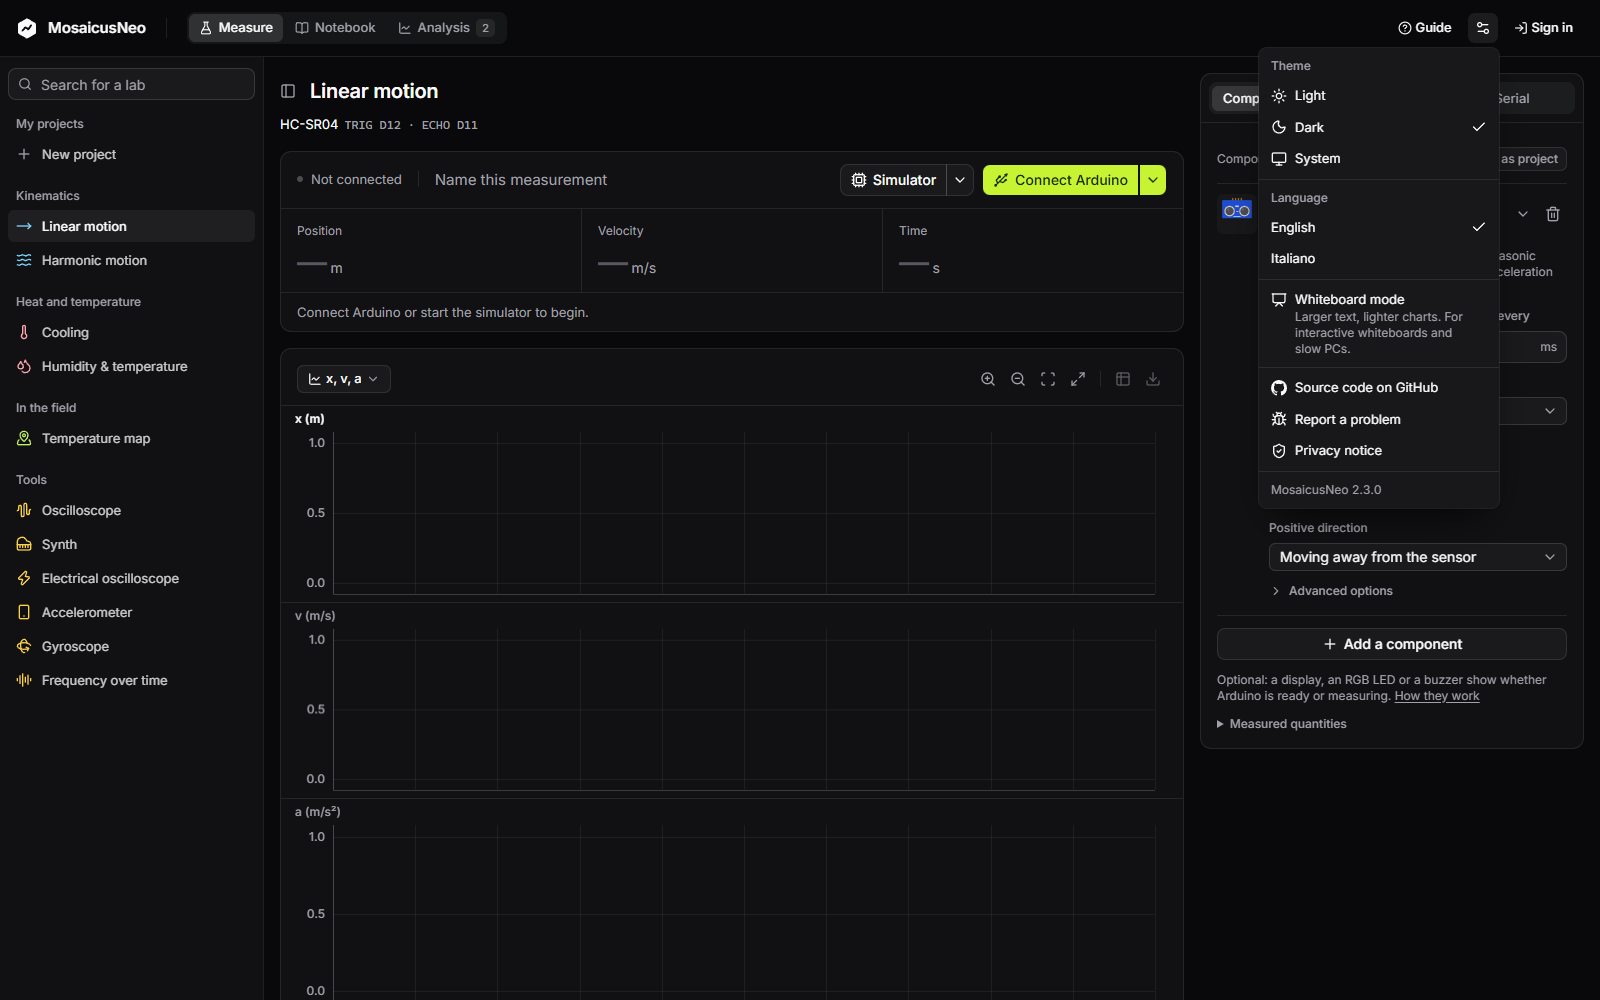 MosaicusNeo
Measure
Notebook
Analysis 2
Guide
Sign in
Search for a lab
My projects
New project
Kinematics
Linear motion
Harmonic motion
Heat and temperature
Cooling
Humidity & temperature
In the field
Temperature map
Tools
Oscilloscope
Synth
Electrical oscilloscope
Accelerometer
Gyroscope
Frequency over time
Linear motion
HC-SR04 TRIG D12 · ECHO D11
Not connected
Name this measurement
Simulator
Connect Arduino
Position
m
Velocity
m/s
Time
s
Connect Arduino or start the simulator to begin.
x, v, a
x (m)
1.0
0.5
0.0
v (m/s)
1.0
0.5
0.0
a (m/s²)
1.0
0.5
0.0
Theme
Light
Dark
System
Language
English
Italiano
Whiteboard mode
Larger text, lighter charts. For
interactive whiteboards and
slow PCs.
Source code on GitHub
Report a problem
Privacy notice
MosaicusNeo 2.3.0
Comp
Serial
Compo
as project
asonic
celeration
every
ms
Positive direction
Moving away from the sensor
Advanced options
Add a component
Optional: a display, an RGB LED or a buzzer show whether
Arduino is ready or measuring. How they work
Measured quantities